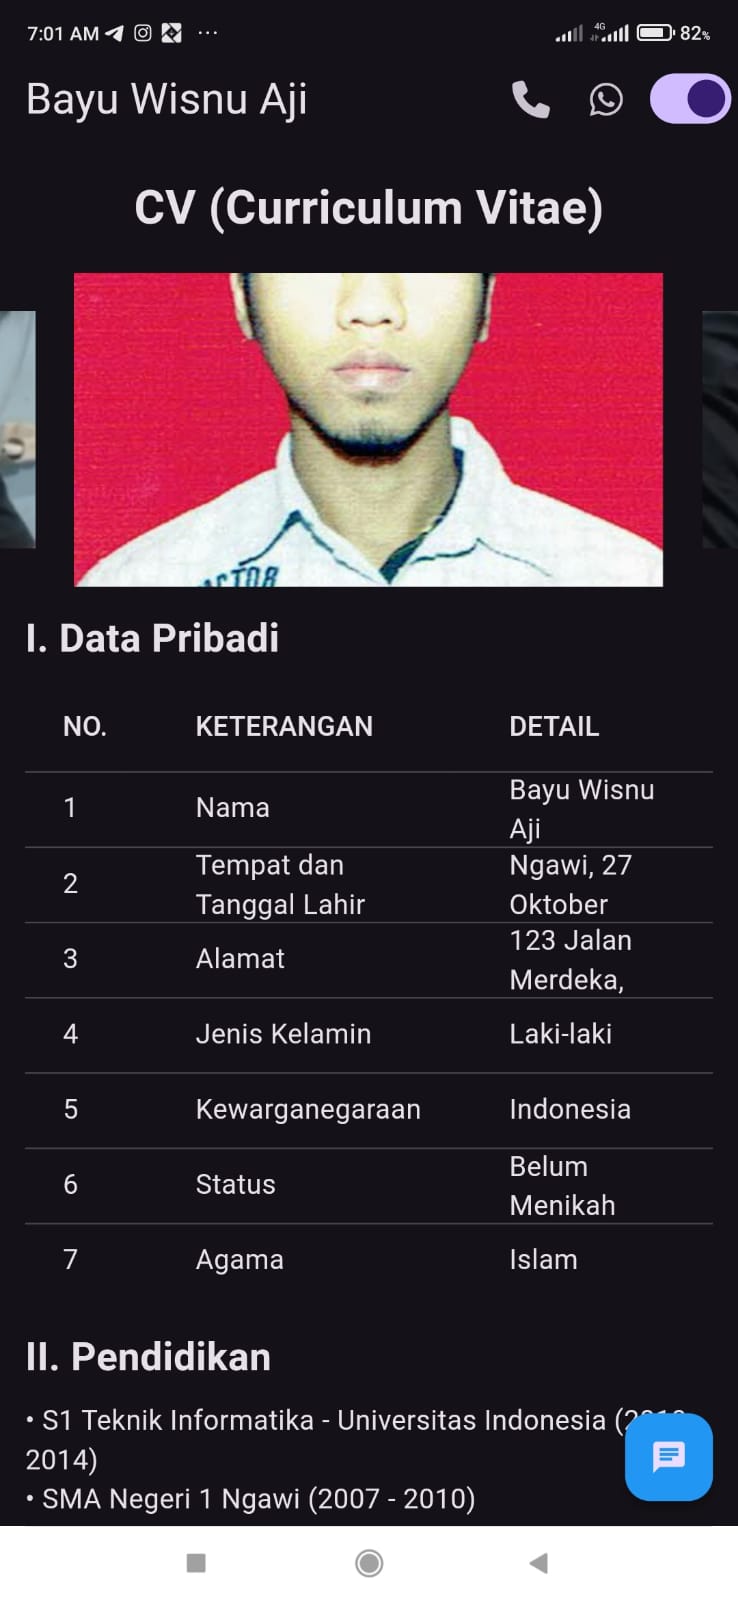 7:01 AM
4G
82%
Bayu Wisnu Aji
CV (Curriculum Vitae)
I. Data Pribadi
NO. KETERANGAN DETAIL
1 Nama Bayu Wisnu Aji
2 Tempat dan Tanggal Lahir Ngawi, 27 Oktober
3 Alamat 123 Jalan Merdeka,
4 Jenis Kelamin Laki-laki
5 Kewarganegaraan Indonesia
6 Status Belum Menikah
7 Agama Islam
II. Pendidikan
• S1 Teknik Informatika - Universitas Indonesia (
2014)
• SMA Negeri 1 Ngawi (2007 - 2010)